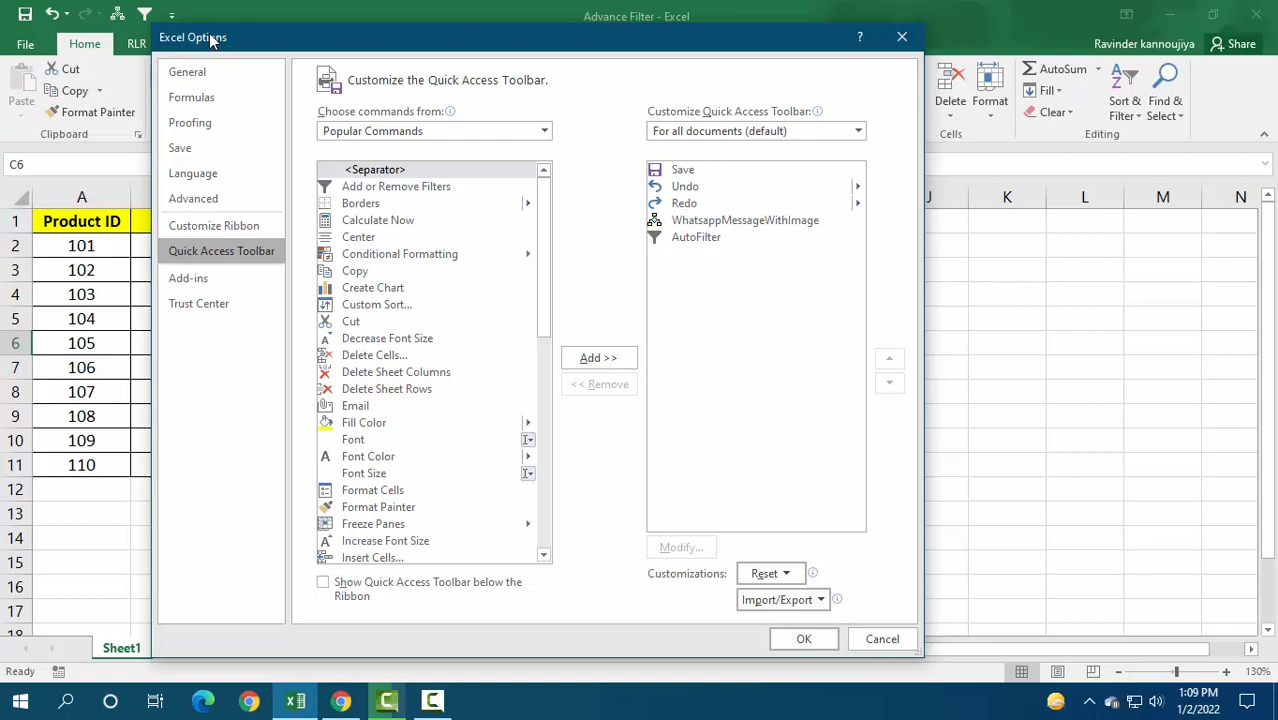 Advance Filter - Excel
Excel Options
?
File
Home
RLR
Ravinder kannoujiya
Share
Cut
Copy
Format Painter
Paste
Clipboard
Delete
Format
Cells
AutoSum
Fill
Clear
Sort &
Filter
Find &
Select
Editing
C6
General
Formulas
Proofing
Save
Language
Advanced
Customize Ribbon
Quick Access Toolbar
Add-ins
Trust Center
Customize the Quick Access Toolbar.
Choose commands from:
Popular Commands
<Separator>
Add or Remove Filters
Borders
Calculate Now
Center
Conditional Formatting
Copy
Create Chart
Custom Sort...
Cut
Decrease Font Size
Delete Cells...
Delete Sheet Columns
Delete Sheet Rows
Email
Fill Color
Font
Font Color
Font Size
Format Cells
Format Painter
Freeze Panes
Increase Font Size
Insert Cells...
Show Quick Access Toolbar below the
Ribbon
Add >>
<< Remove
Customize Quick Access Toolbar:
For all documents (default)
Save
Undo
Redo
WhatsappMessageWithImage
AutoFilter
Modify...
Customizations:
Reset
Import/Export
OK
Cancel
A
K
L
M
N
1 Product ID
2 101
3 102
4 103
5 104
6 105
7 106
8 107
9 108
10 109
11 110
12
13
14
15
16
17
18
Sheet1
Ready
130%
1:09 PM
1/2/2022